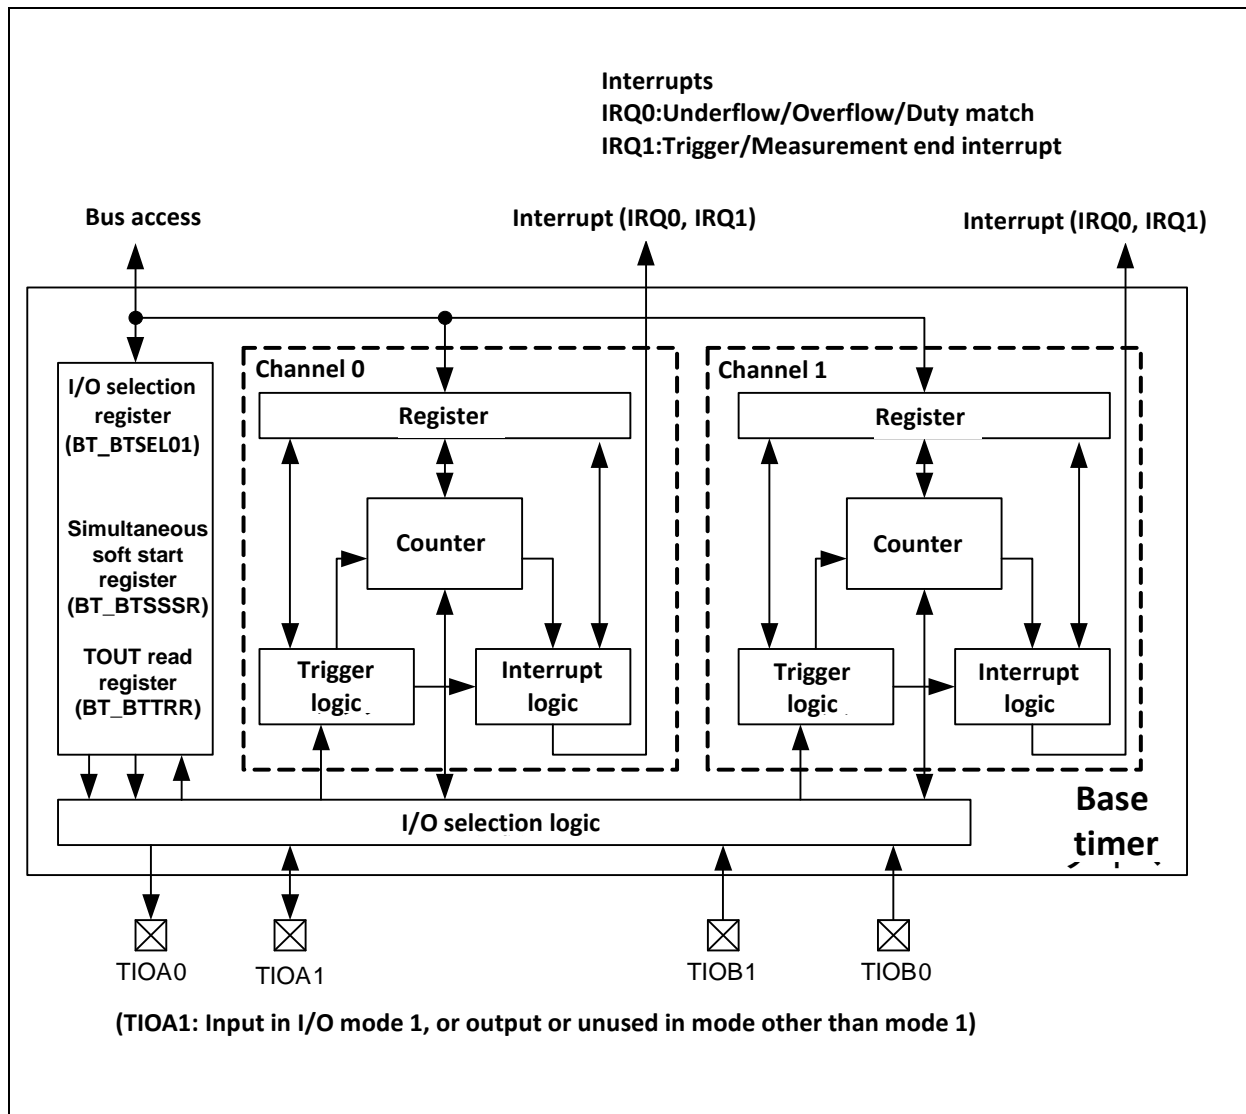 Interrupts
IRQ0:Underflow/Overflow/Duty match
IRQ1:Trigger/Measurement end interrupt
Bus access
Interrupt (IRQ0, IRQ1)
Interrupt (IRQ0, IRQ1)
I/O selection
register
(BT_BTSEL01)
Simultaneous
soft start
register
(BT_BTSSSR)
TOUT read
register
(BT_BTTRR)
Channel 0
Register
Counter
Trigger
logic
Interrupt
logic
Channel 1
Register
Counter
Trigger
logic
Interrupt
logic
I/O selection logic
Base
timer
TIOA0
TIOA1
TIOB1
TIOB0
(TIOA1: Input in I/O mode 1, or output or unused in mode other than mode 1)